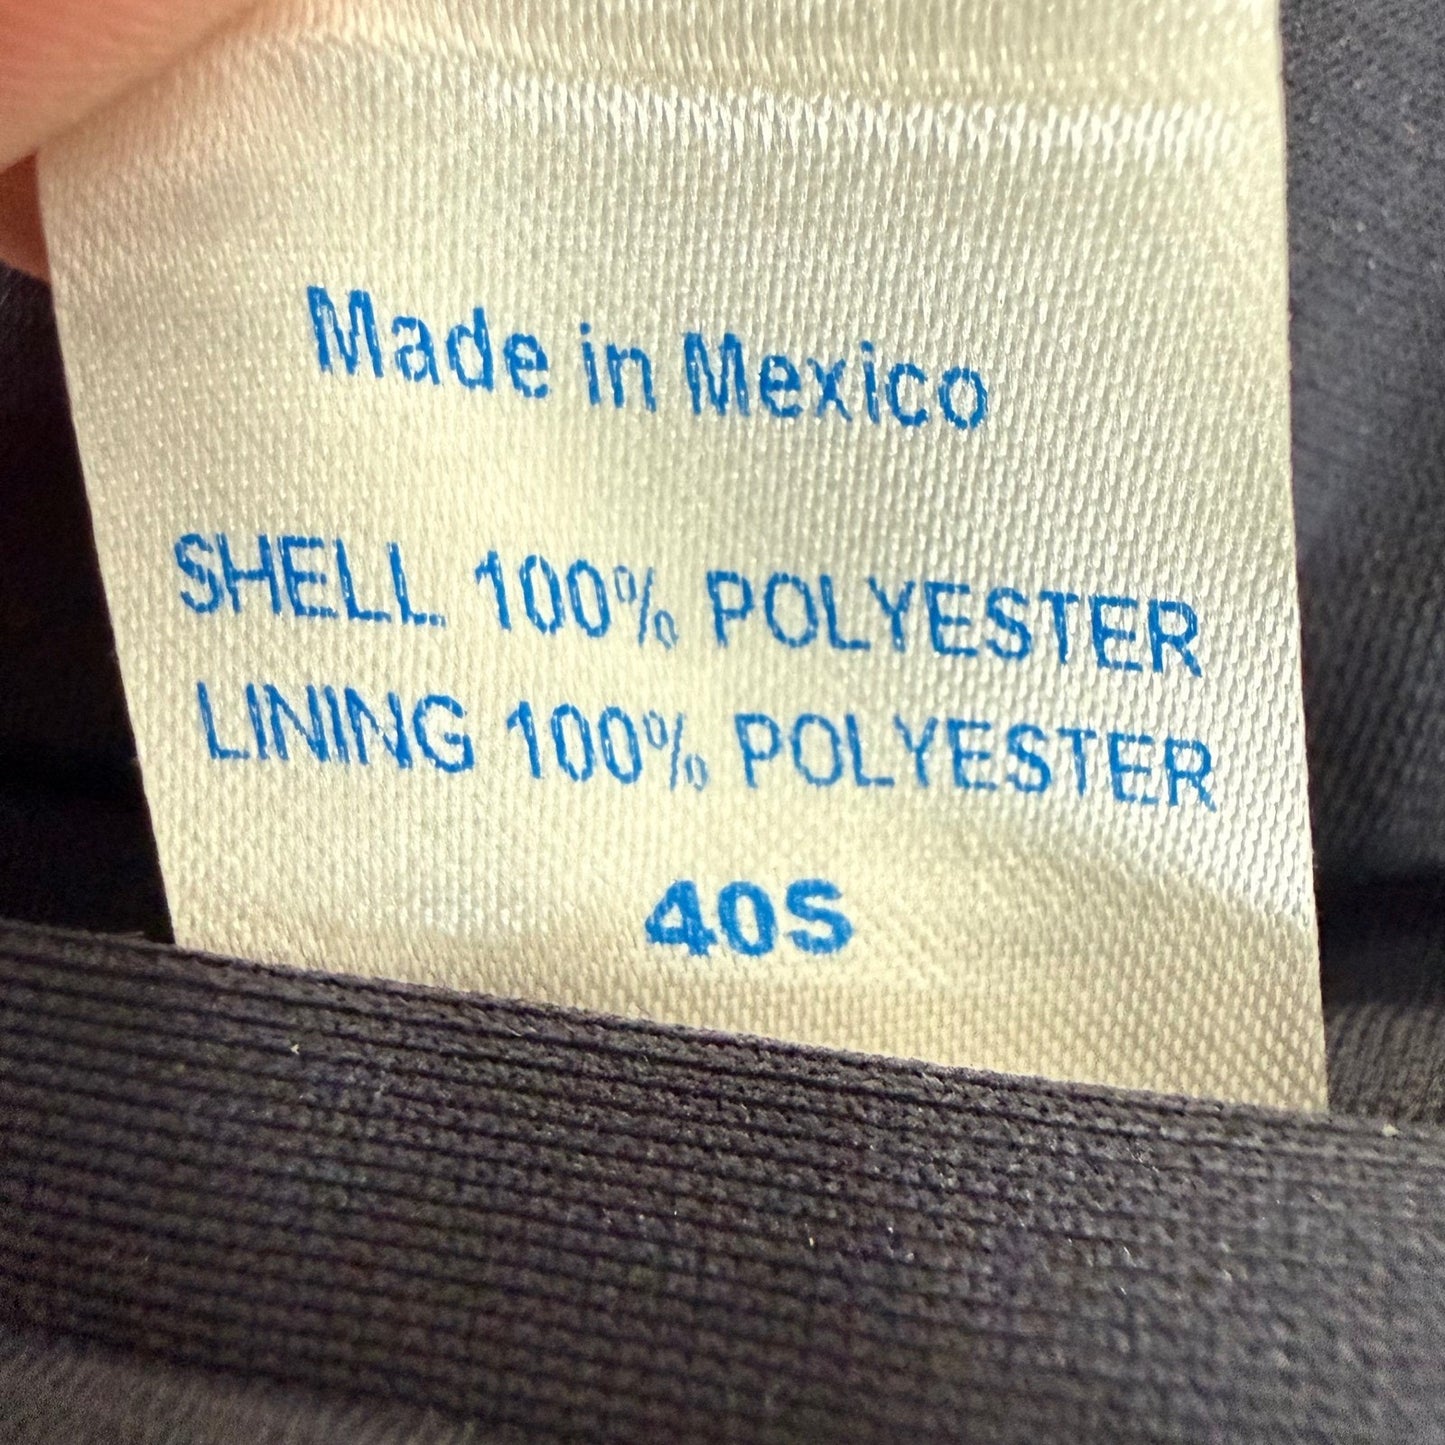 Made in Mexico
SHELL 100% POLYESTER
LINING 100% POLYESTER
40S